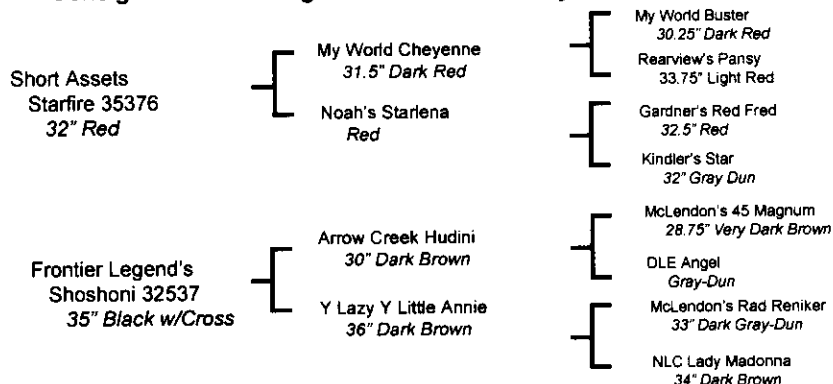 Short Assets
Starfire 35376
32" Red
My World Cheyenne
31.5" Dark Red
Noah's Starlena
Red
My World Buster
30.25" Dark Red
Rearview's Pansy
33.75" Light Red
Gardner's Red Fred
32.5" Red
Kindler's Star
32" Gray Dun
Frontier Legend's
Shoshoni 32537
35" Black w/Cross
Arrow Creek Hudini
30" Dark Brown
Y Lazy Y Little Annie
36" Dark Brown
McLendon's 45 Magnum
28.75" Very Dark Brown
DLE Angel
Gray-Dun
McLendon's Rad Reniker
33" Dark Gray-Dun
NLC Lady Madonna
34" Dark Brown